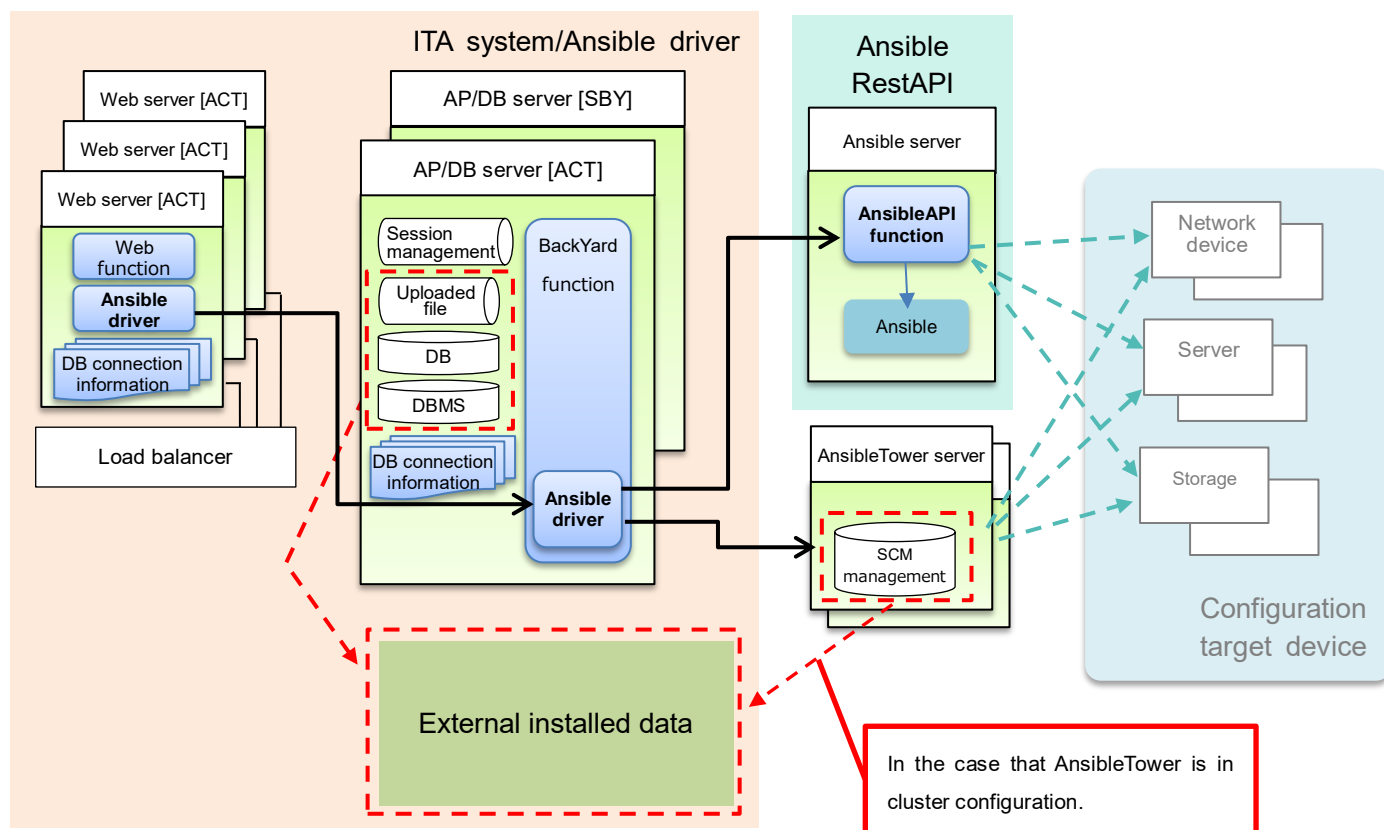 ITA system/Ansible driver
Web server [ACT]
Web server [ACT]
Web server [ACT]
Web
function
Ansible
driver
DB connection
information
Load balancer
AP/DB server [SBY]
AP/DB server [ACT]
Session
management
Uploaded
file
DB
DBMS
DB connection
information
BackYard
function
Ansible
driver
External installed data
Ansible
RestAPI
Ansible server
AnsibleAPI
function
Ansible
AnsibleTower server
SCM
management
Network
device
Server
Storage
Configuration
target device
In the case that AnsibleTower is in
cluster configuration.